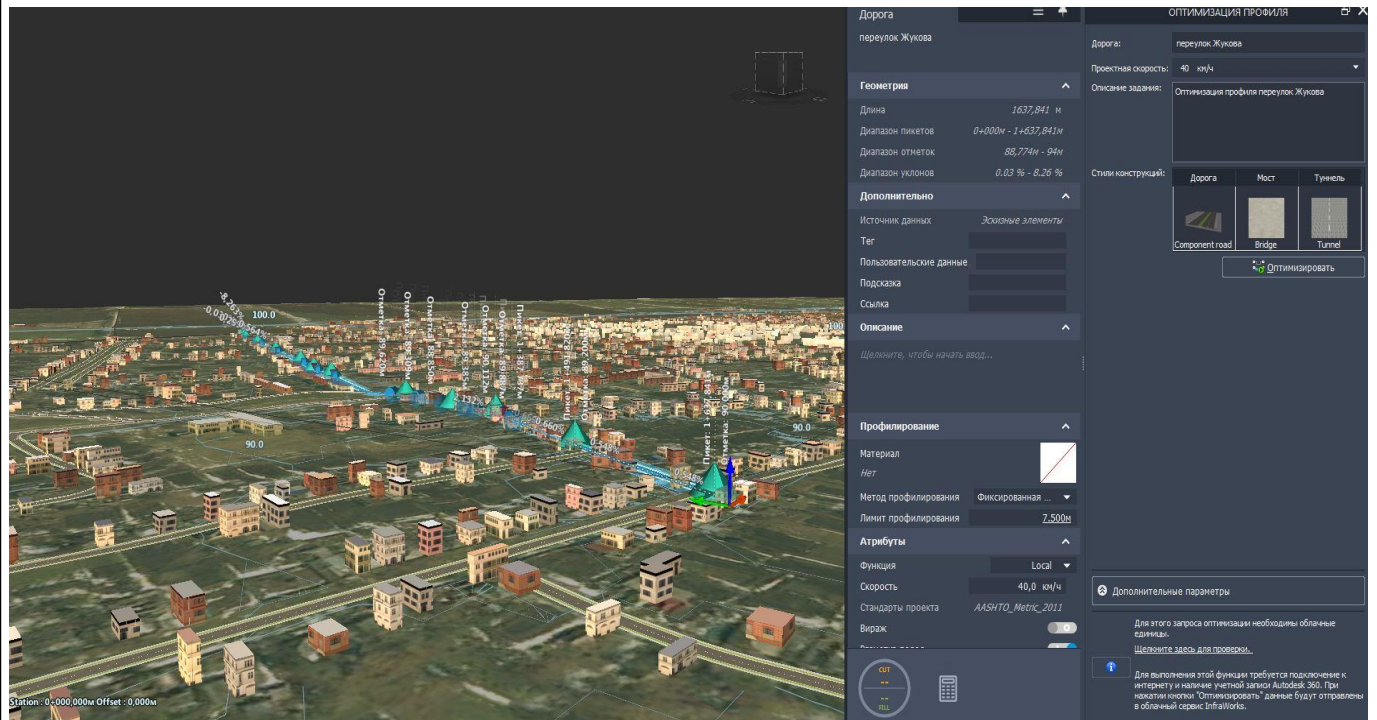 Дорога
переулок Жукова
Геометрия
Длина 1637,841 м
Диапазон пикетов 0+000м - 1+637,841м
Диапазон отметок 88,774м - 94м
Диапазон уклонов 0.03 % - 8.26 %
Дополнительно
Источник данных Эскизные элементы
Тег
Пользовательские данные
Подсказка
Ссылка
Описание
Щелкните, чтобы начать ввод...
Профилирование
Материал
Нет
Метод профилирования Фиксированная ...
Лимит профилирования 7.500м
Атрибуты
Функция Local
Скорость 40,0 км/ч
Стандарты проекта AASHTO_Metric_2011
Вираж
CUT
--
--
FILL
ОПТИМИЗАЦИЯ ПРОФИЛЯ
Дорога: переулок Жукова
Проектная скорость: 40 км/ч
Описание задания: Оптимизация профиля переулок Жукова
Стили конструкций: Дорога Мост Туннель
Component road Bridge Tunnel
Оптимизировать
Дополнительные параметры
Для этого запроса оптимизации необходимы облачные
единицы.
Щелкните здесь для проверки.
Для выполнения этой функции требуется подключение к
интернету и наличие учетной записи Autodesk 360. При
нажатии кнопки "Оптимизировать" данные будут отправлены
в облачный сервис InfraWorks.
-8.263%
100.0
100
90.0
90.0
Station : 0+000,000м Offset : 0,000м